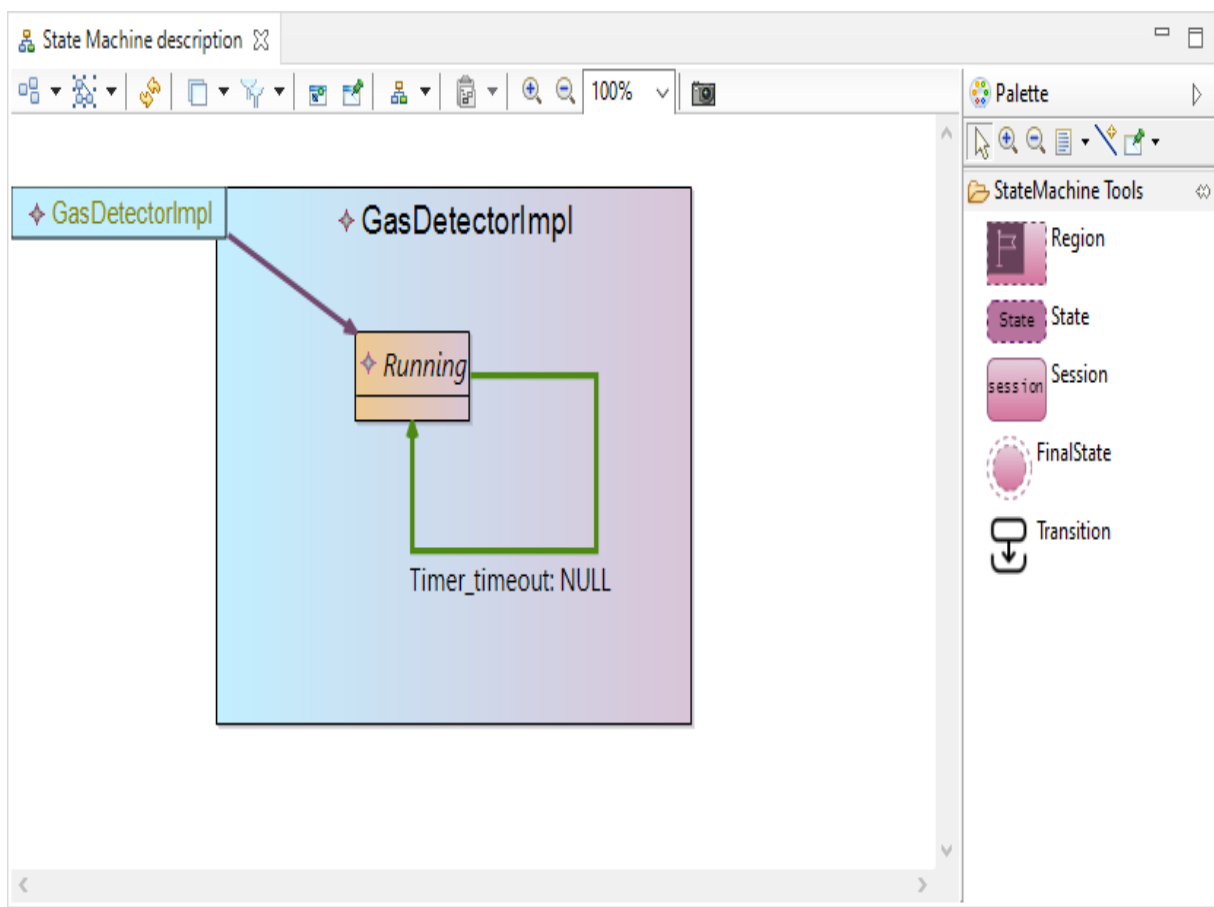 State Machine description
100%
Palette
StateMachine Tools
GasDetectorImpl
GasDetectorImpl
Running
Timer_timeout: NULL
Region
State State
session Session
FinalState
Transition